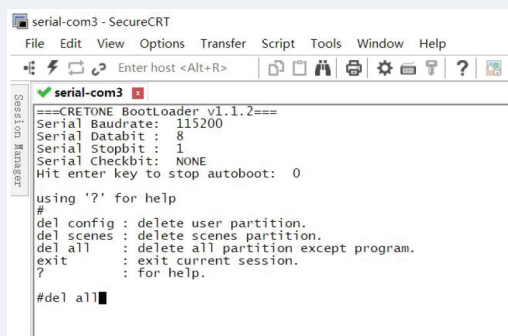 serial-com3 - SecureCRT
File Edit View Options Transfer Script Tools Window Help
Enter host <Alt+R>
serial-com3
Session Manager
===CRETONE BootLoader v1.1.2===
Serial Baudrate:  115200
Serial Databit :  8
Serial Stopbit :  1
Serial Checkbit:  NONE
Hit enter key to stop autoboot:  0
using '?' for help
#
del config : delete user partition.
del scenes : delete scenes partition.
del all    : delete all partition except program.
exit       : exit current session.
?          : for help.
#del all